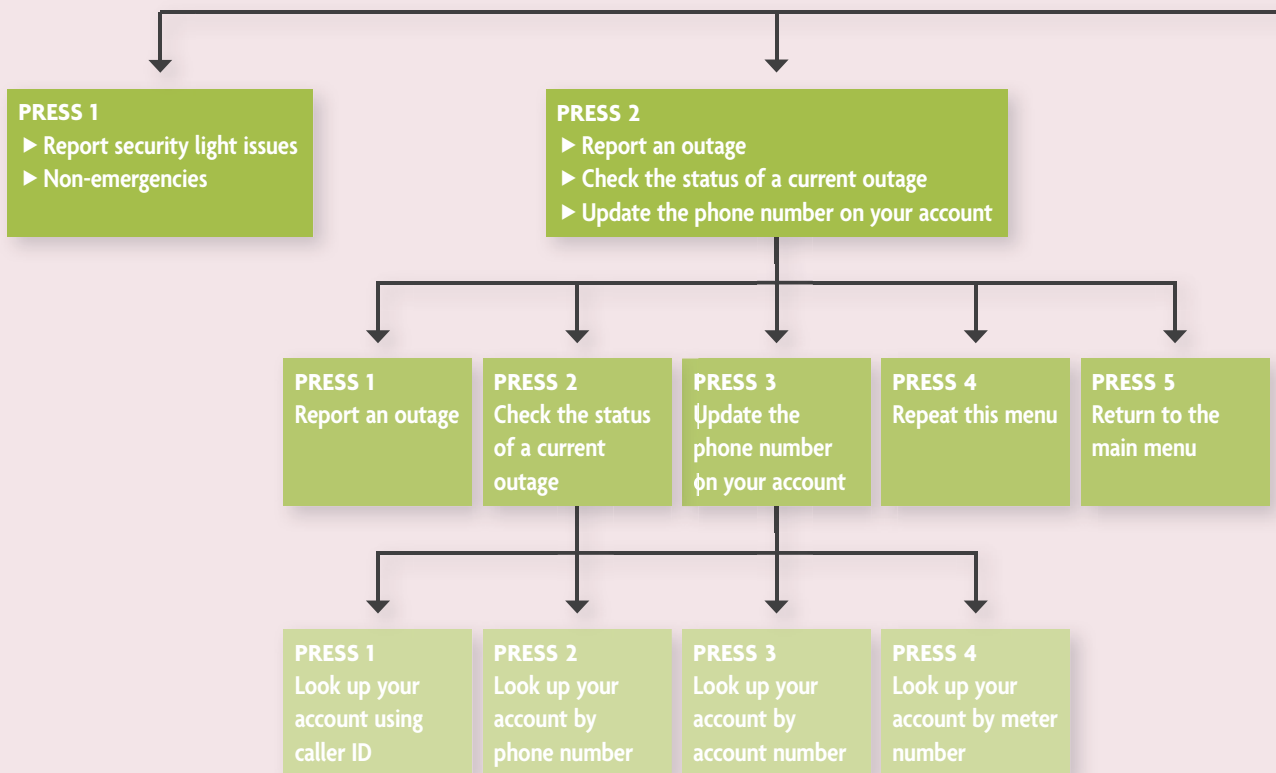 PRESS 1
▶ Report security light issues
▶ Non-emergencies
PRESS 2
▶ Report an outage
▶ Check the status of a current outage
▶ Update the phone number on your account
PRESS 1
Report an outage
PRESS 2
Check the status
of a current
outage
PRESS 3
Update the
phone number
on your account
PRESS 4
Repeat this menu
PRESS 5
Return to the
main menu
PRESS 1
Look up your
account using
caller ID
PRESS 2
Look up your
account by
phone number
PRESS 3
Look up your
account by
account number
PRESS 4
Look up your
account by meter
number